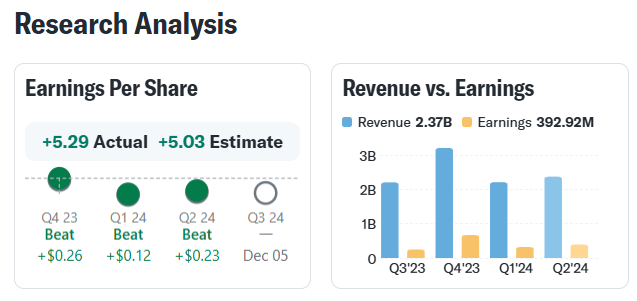 Research Analysis
Earnings Per Share
+5.29 Actual +5.03 Estimate
Q4 23 Q1 24 Q2 24 Q3 24
Beat Beat Beat —
+$0.26 +$0.12 +$0.23 Dec 05
Revenue vs. Earnings
Revenue 2.37B Earnings 392.92M
3B
2B
1B
0
Q3'23 Q4'23 Q1'24 Q2'24